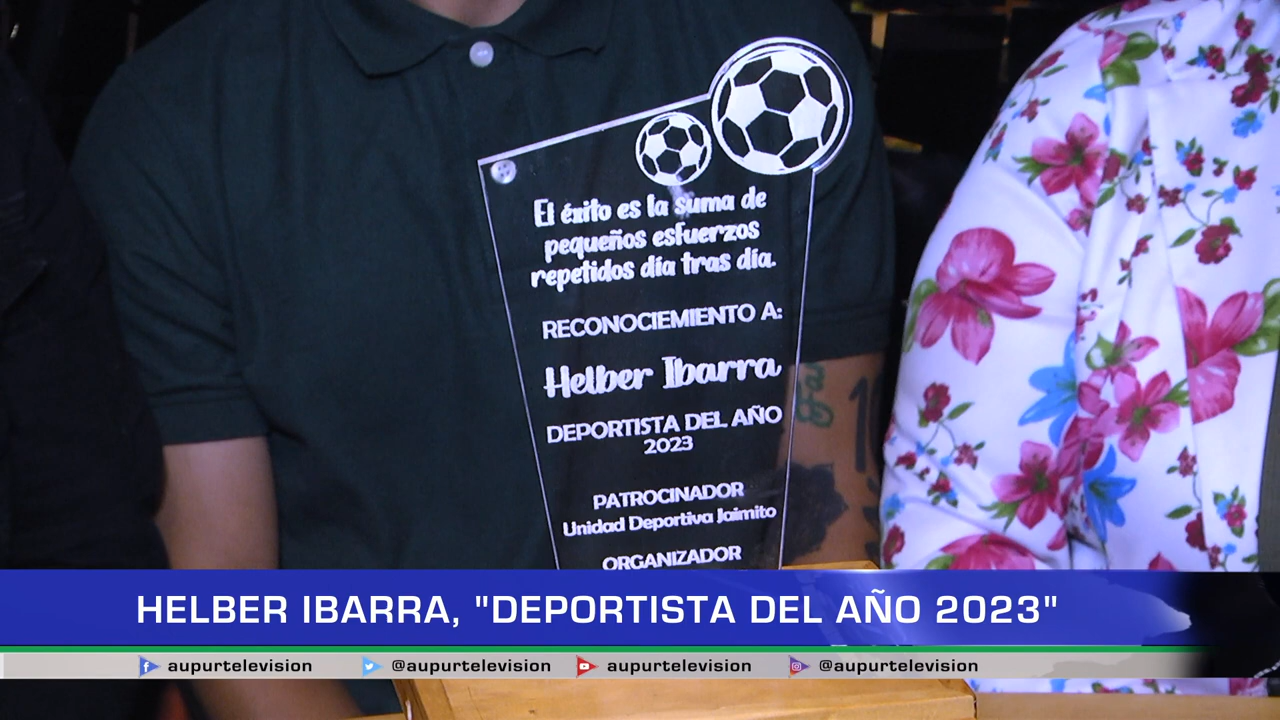 El éxito es la suma de
pequeños esfuerzos
repetidos día tras día.
RECONOCIEMIENTO A:
Helber Ibarra
DEPORTISTA DEL AÑO
2023
PATROCINADOR
Unidad Deportiva Jaimito
ORGANIZADOR
HELBER IBARRA, "DEPORTISTA DEL AÑO 2023"
aupurtelevision @aupurtelevision aupurtelevision @aupurtelevision